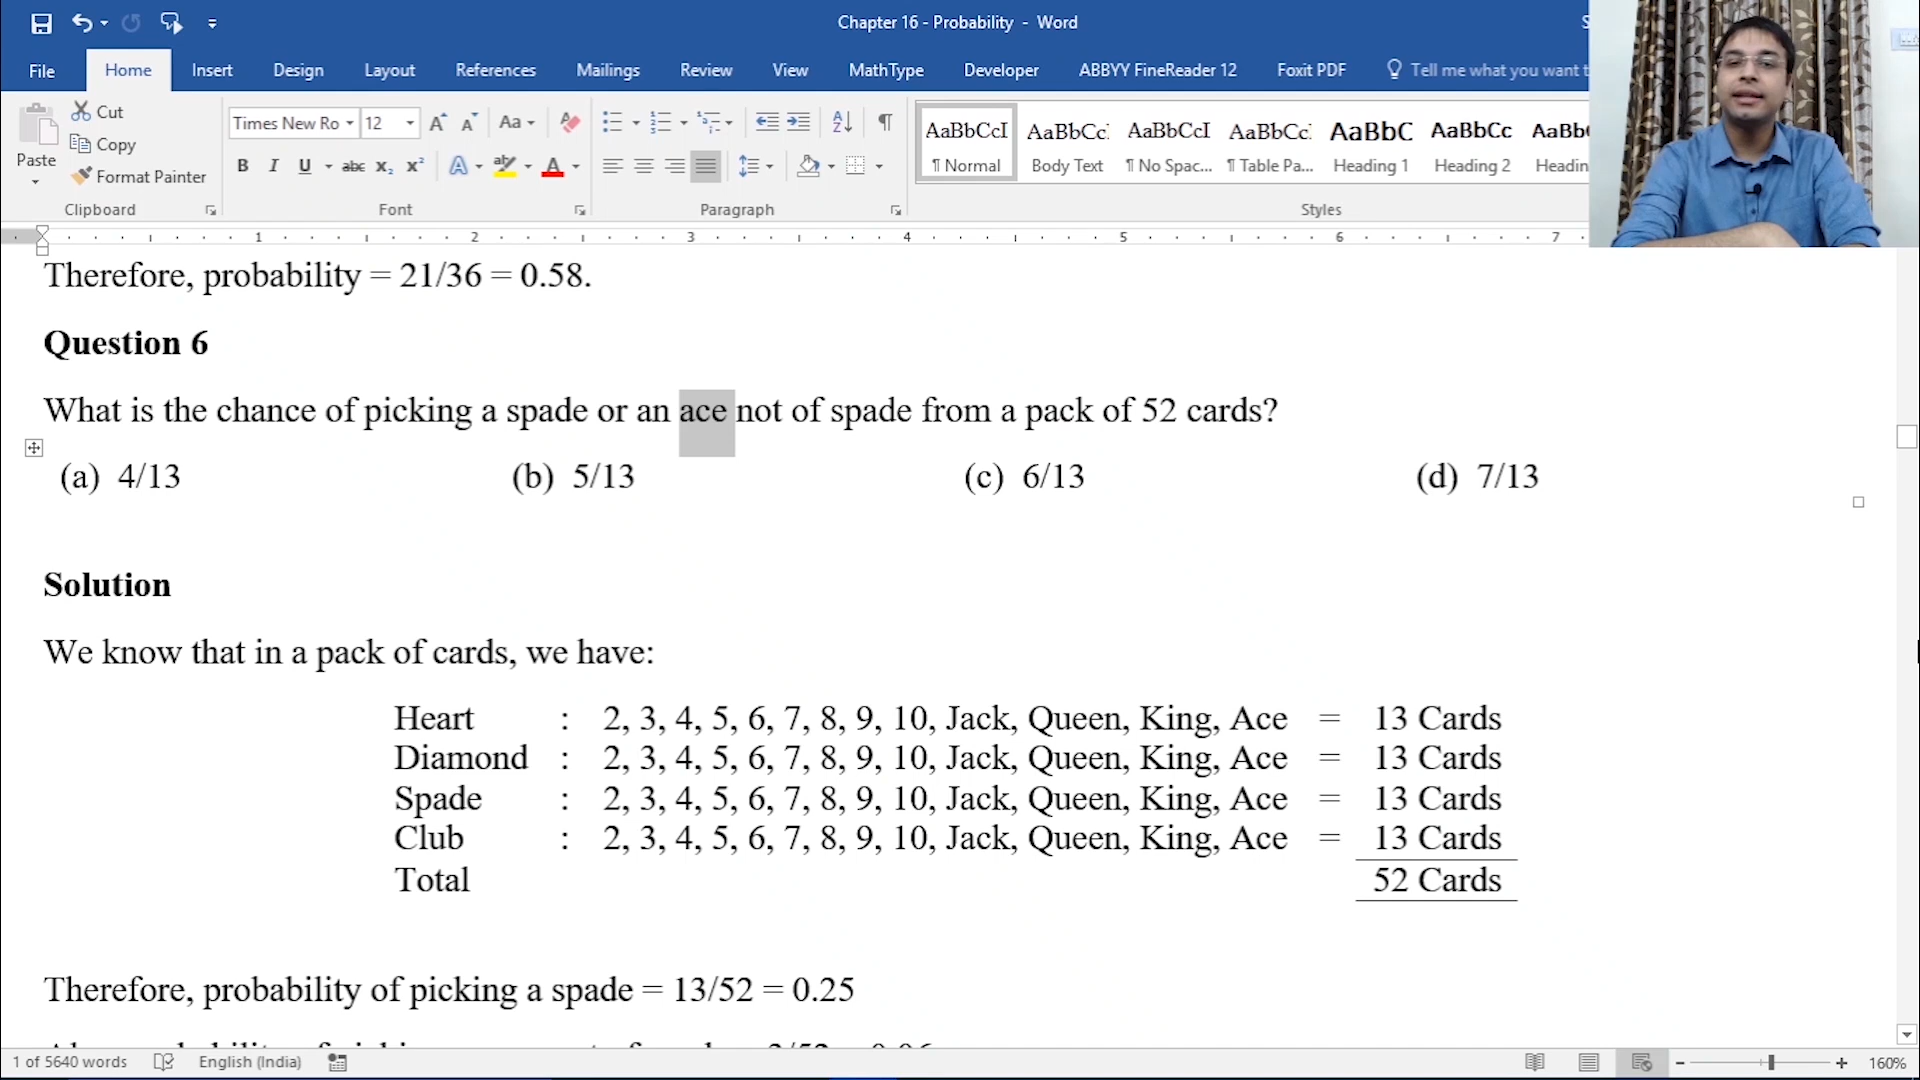 Chapter 16 - Probability - Word
File Home Insert Design Layout References Mailings Review View MathType Developer ABBYY FineReader 12 Foxit PDF Tell me what you want t
Paste
Cut
Copy
Format Painter
Clipboard
Times New Ro 12
Font
Paragraph
AaBbCcI AaBbCc AaBbCcI AaBbCc AaBbC AaBbCc AaBb
¶ Normal Body Text ¶ No Spac... ¶ Table Pa... Heading 1 Heading 2 Headin
Styles
1 2 3 4 5 6 7
Therefore, probability = 21/36 = 0.58.
Question 6
What is the chance of picking a spade or an ace not of spade from a pack of 52 cards?
(a) 4/13 (b) 5/13 (c) 6/13 (d) 7/13
Solution
We know that in a pack of cards, we have:
Heart : 2, 3, 4, 5, 6, 7, 8, 9, 10, Jack, Queen, King, Ace = 13 Cards
Diamond : 2, 3, 4, 5, 6, 7, 8, 9, 10, Jack, Queen, King, Ace = 13 Cards
Spade : 2, 3, 4, 5, 6, 7, 8, 9, 10, Jack, Queen, King, Ace = 13 Cards
Club : 2, 3, 4, 5, 6, 7, 8, 9, 10, Jack, Queen, King, Ace = 13 Cards
Total 52 Cards
Therefore, probability of picking a spade = 13/52 = 0.25
1 of 5640 words English (India) 160%